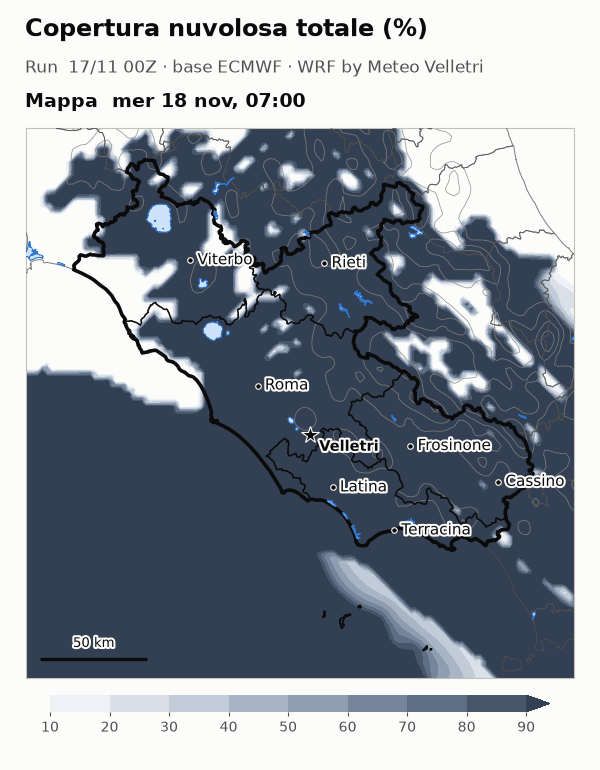 Copertura nuvolosa totale (%)
Run  17/11 00Z · base ECMWF · WRF by Meteo Velletri
Mappa  mer 18 nov, 07:00
Viterbo
Rieti
Roma
Velletri
Frosinone
Cassino
Latina
Terracina
50 km
10 20 30 40 50 60 70 80 90